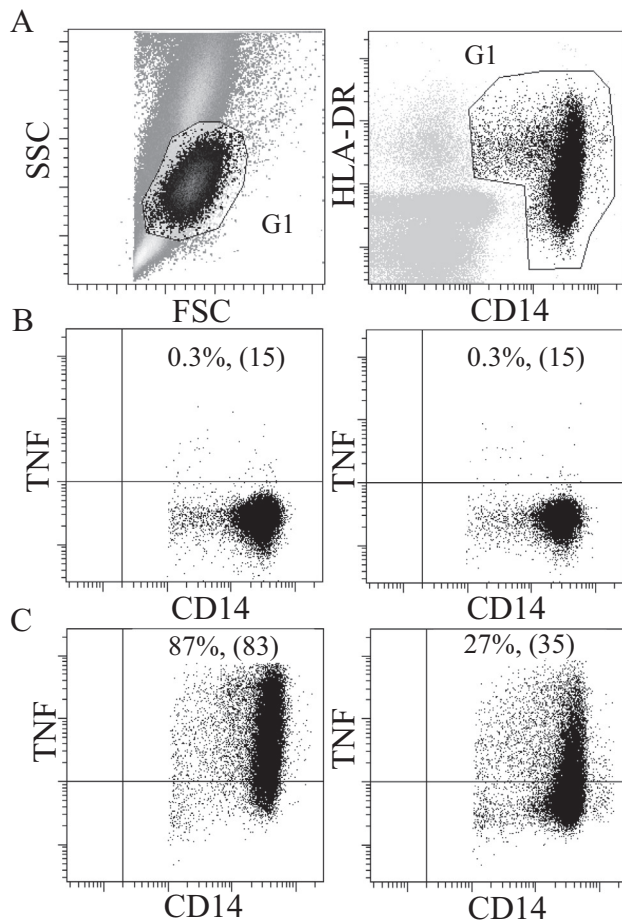 A
SSC
G1
FSC
HLA-DR
G1
CD14
B
TNF
0.3%, (15)
CD14
TNF
0.3%, (15)
CD14
C
TNF
87%, (83)
CD14
TNF
27%, (35)
CD14